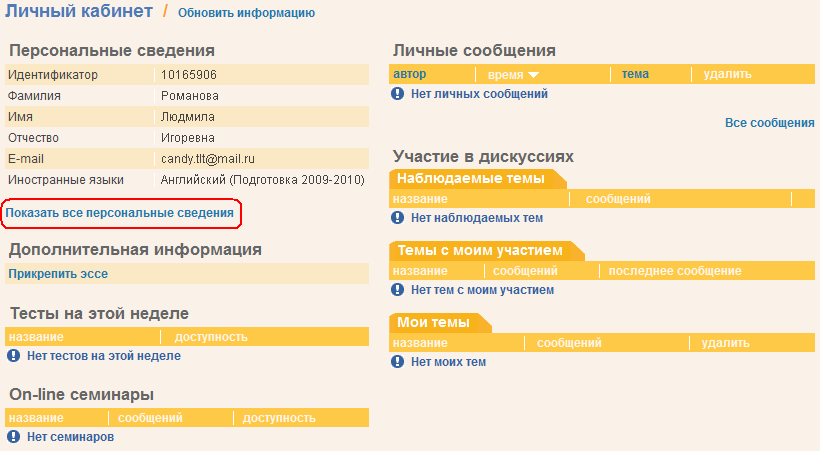 Личный кабинет / Обновить информацию
Персональные сведения
Идентификатор 10165906
Фамилия Романова
Имя Людмила
Отчество Игоревна
E-mail candy.tlt@mail.ru
Иностранные языки Английский (Подготовка 2009-2010)
Показать все персональные сведения
Дополнительная информация
Прикрепить эссе
Тесты на этой неделе
название доступность
Нет тестов на этой неделе
On-line семинары
название сообщений доступность
Нет семинаров
Личные сообщения
автор время тема удалить
Нет личных сообщений
Все сообщения
Участие в дискуссиях
Наблюдаемые темы
название сообщений
Нет наблюдаемых тем
Темы с моим участием
название сообщений последнее сообщение
Нет тем с моим участием
Мои темы
название сообщений удалить
Нет моих тем